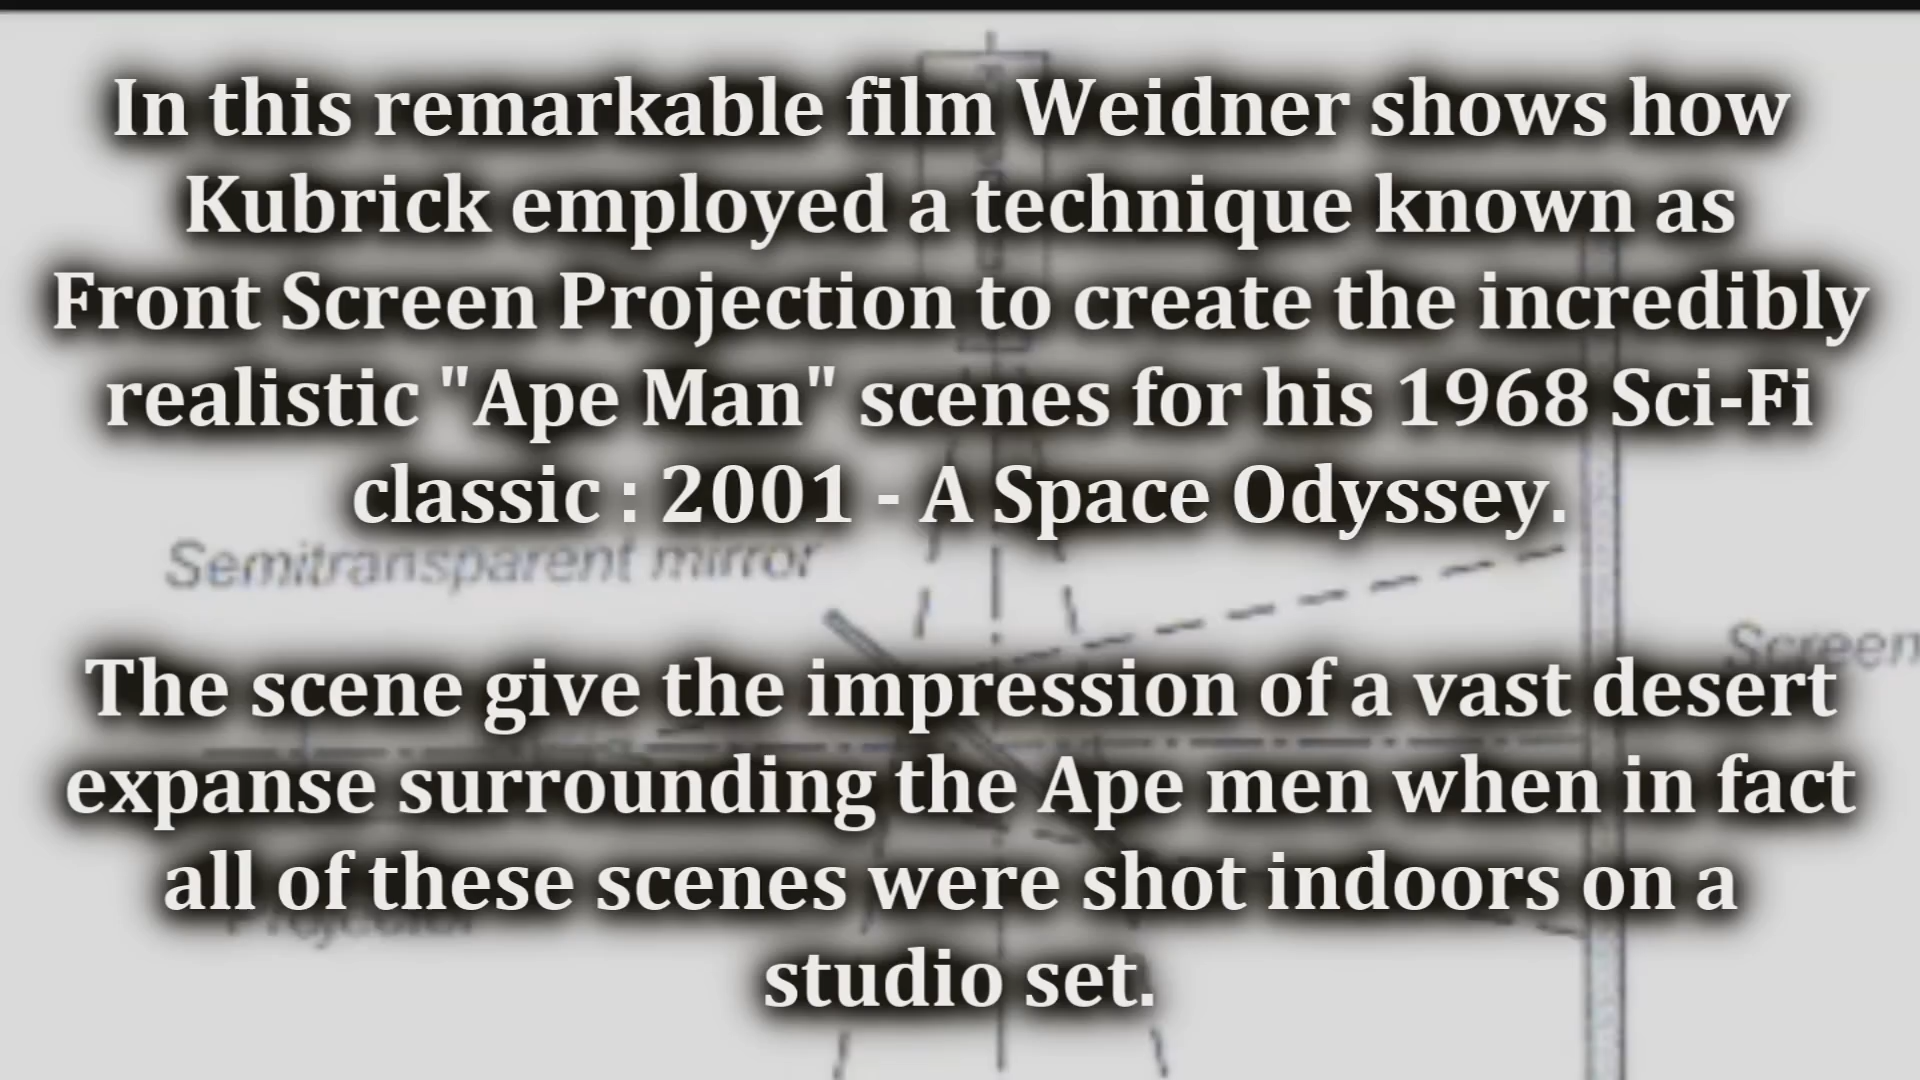 In this remarkable film Weidner shows how
Kubrick employed a technique known as
Front Screen Projection to create the incredibly
realistic "Ape Man" scenes for his 1968 Sci-Fi
classic : 2001 - A Space Odyssey.
Semitransparent mirror
Screen
The scene give the impression of a vast desert
expanse surrounding the Ape men when in fact
all of these scenes were shot indoors on a
Projector
studio set.